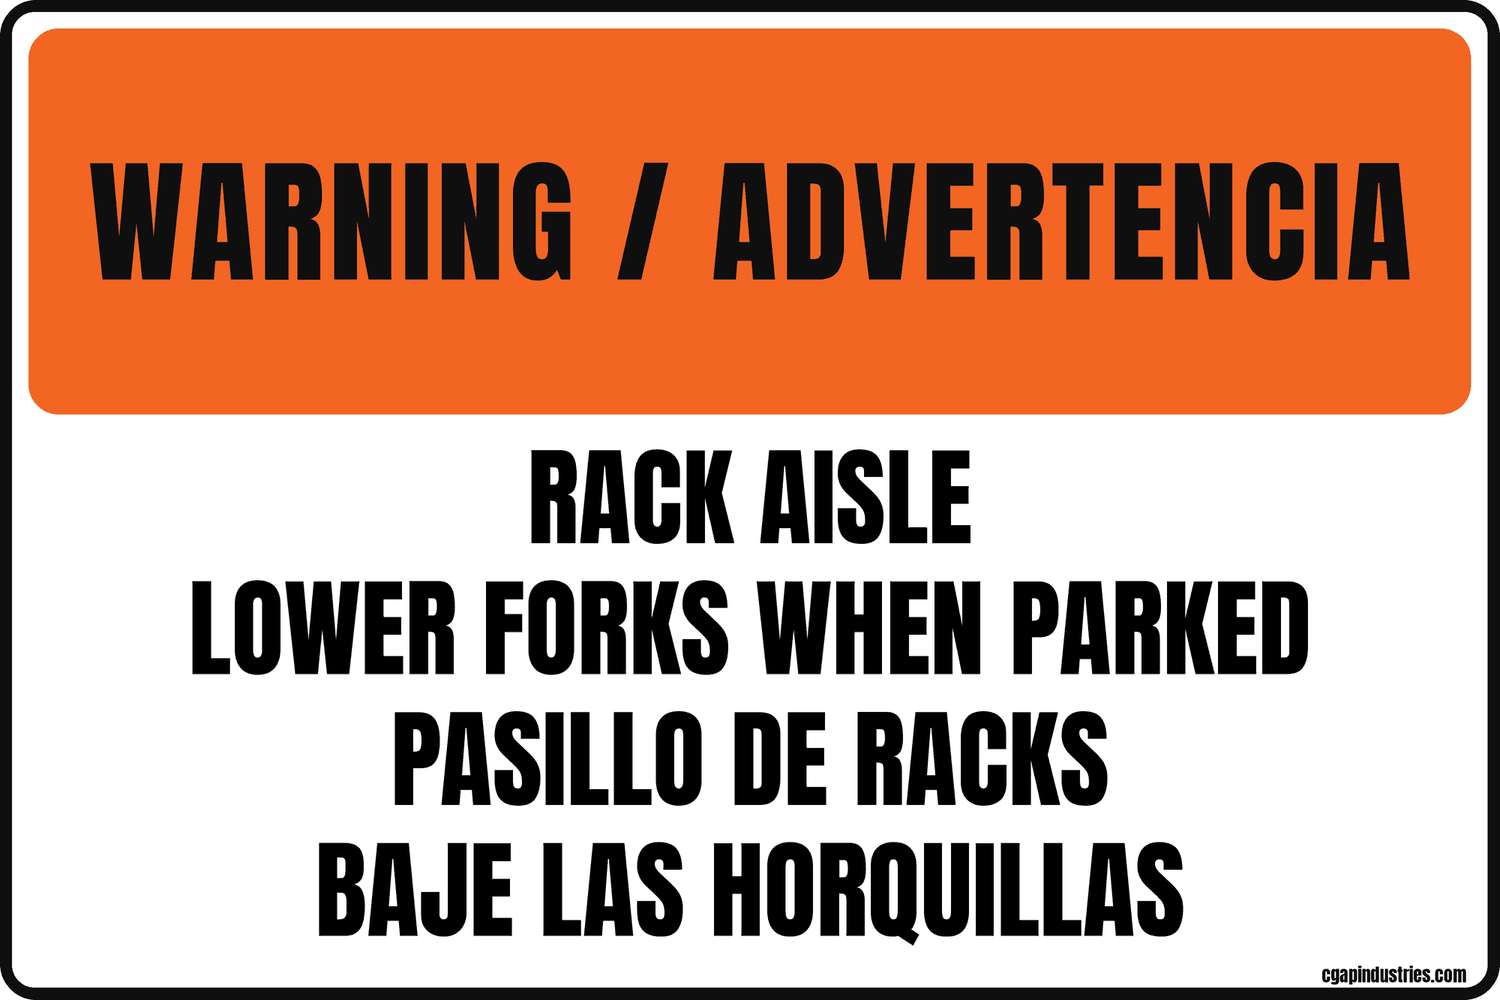 WARNING / ADVERTENCIA
RACK AISLE
LOWER FORKS WHEN PARKED
PASILLO DE RACKS
BAJE LAS HORQUILLAS
cgapindustries.com